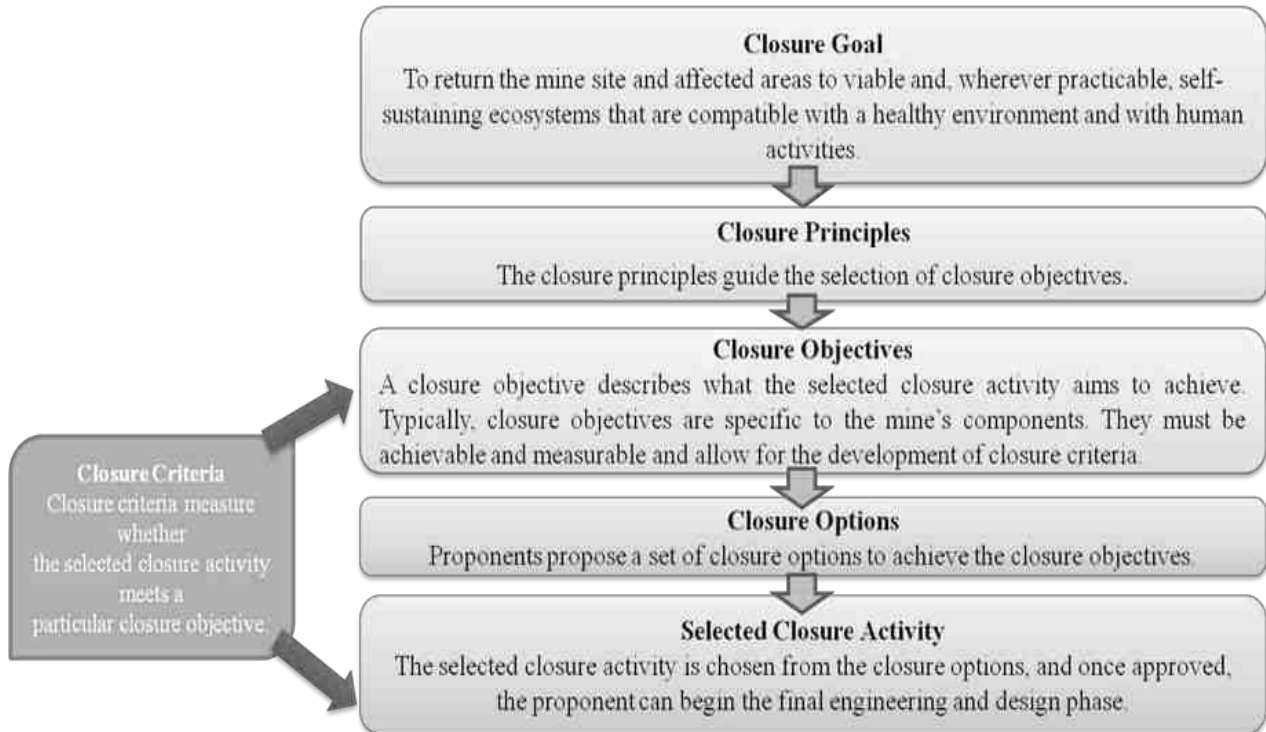 Closure Goal
To return the mine site and affected areas to viable and, wherever practicable, self-
sustaining ecosystems that are compatible with a healthy environment and with human
activities.
Closure Principles
The closure principles guide the selection of closure objectives.
Closure Objectives
A closure objective describes what the selected closure activity aims to achieve.
Typically, closure objectives are specific to the mine's components. They must be
achievable and measurable and allow for the development of closure criteria.
Closure Criteria
Closure criteria measure
whether
the selected closure activity
meets a
particular closure objective.
Closure Options
Proponents propose a set of closure options to achieve the closure objectives.
Selected Closure Activity
The selected closure activity is chosen from the closure options, and once approved,
the proponent can begin the final engineering and design phase.